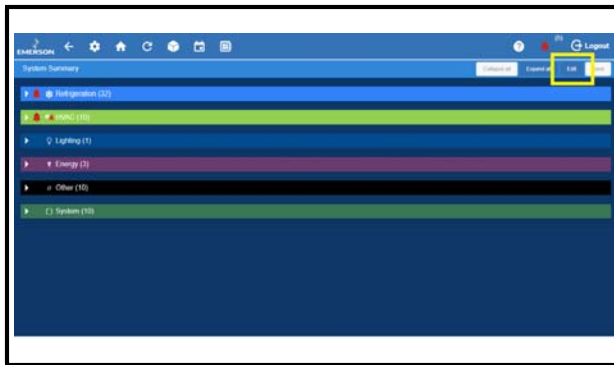 EMERSON
Logout
System Summary
Collapse all Expand all Edit
Refrigeration (32)
HVAC (10)
Lighting (1)
Energy (3)
Other (10)
System (10)